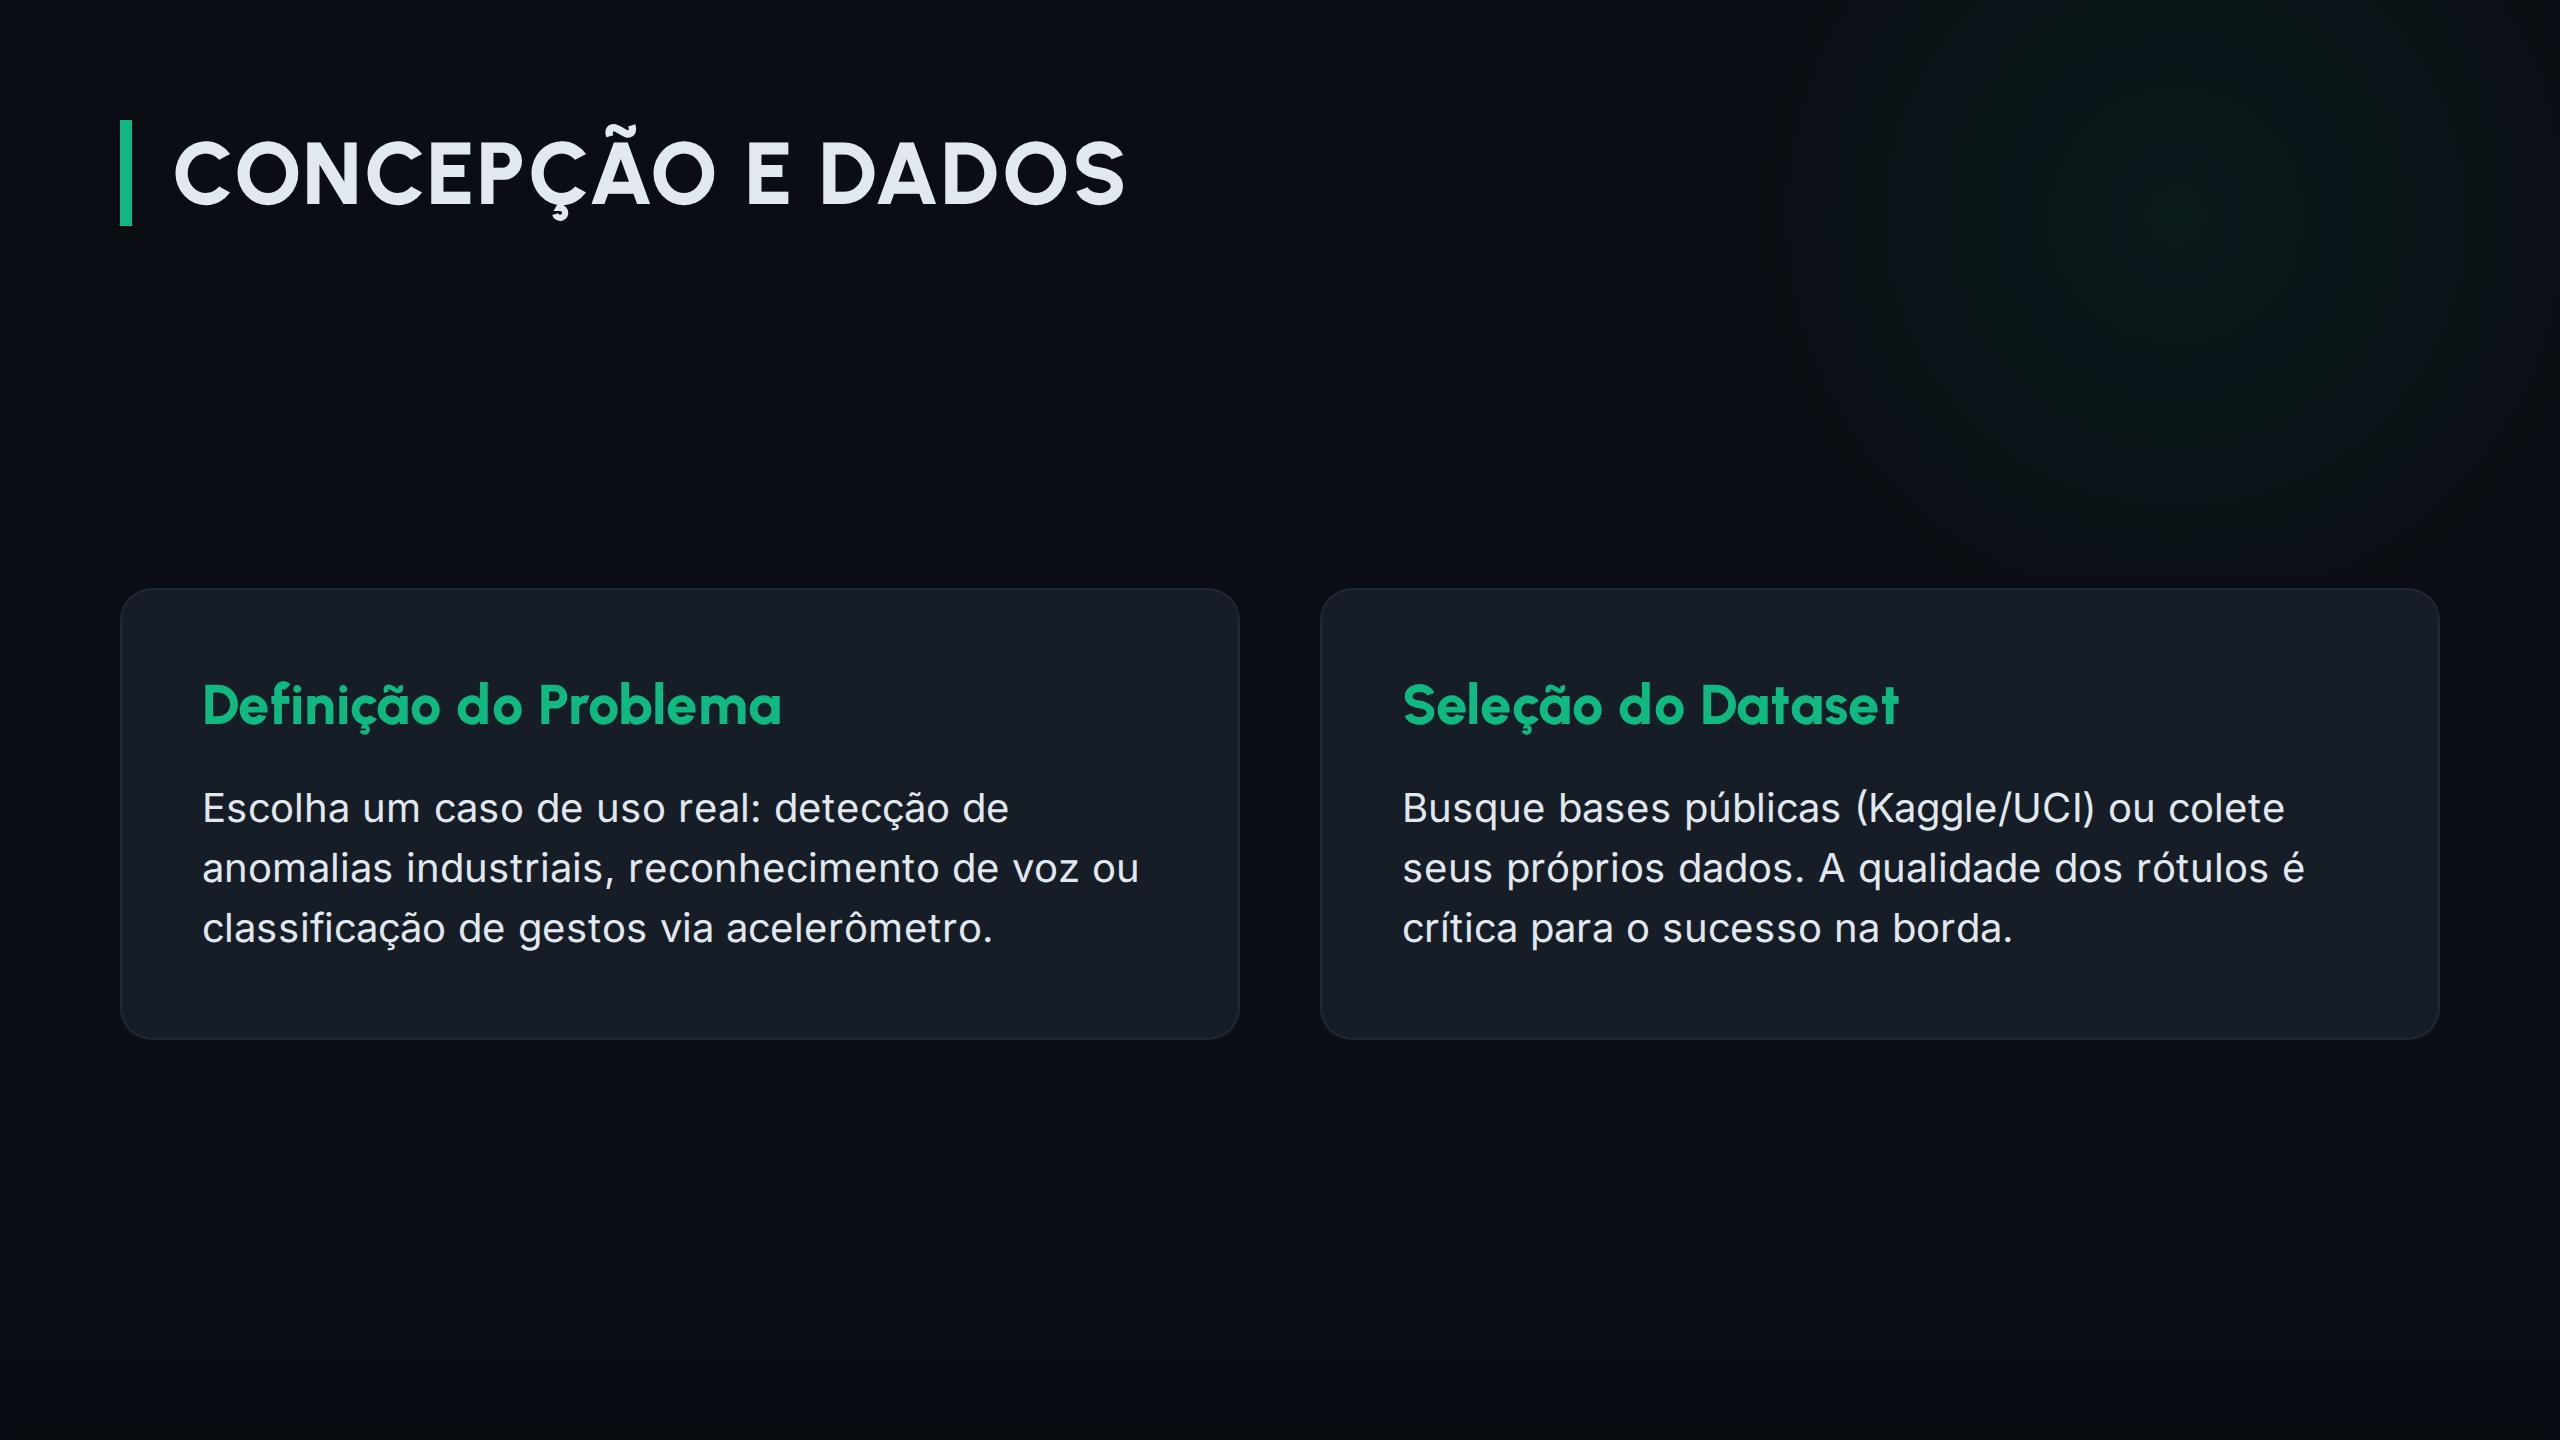 CONCEPÇÃO E DADOS
Definição do Problema
Escolha um caso de uso real: detecção de
anomalias industriais, reconhecimento de voz ou
classificação de gestos via acelerômetro.
Seleção do Dataset
Busque bases públicas (Kaggle/UCI) ou colete
seus próprios dados. A qualidade dos rótulos é
crítica para o sucesso na borda.